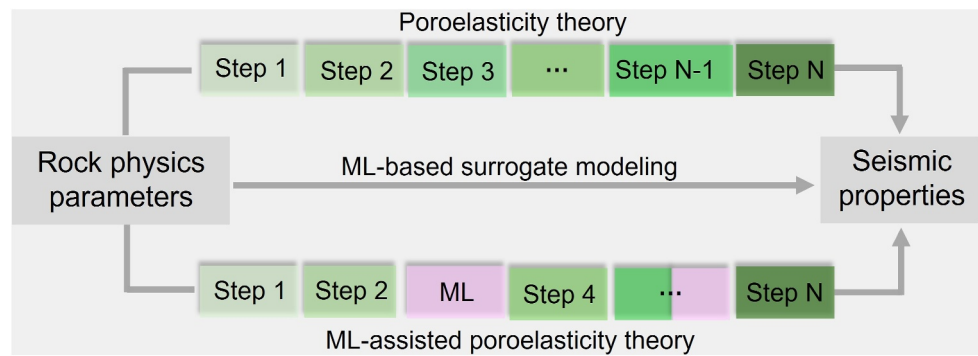 Poroelasticity theory
Step 1 Step 2 Step 3 ... Step N-1 Step N
Rock physics
parameters
ML-based surrogate modeling
Seismic
properties
Step 1 Step 2 ML Step 4 ... Step N
ML-assisted poroelasticity theory